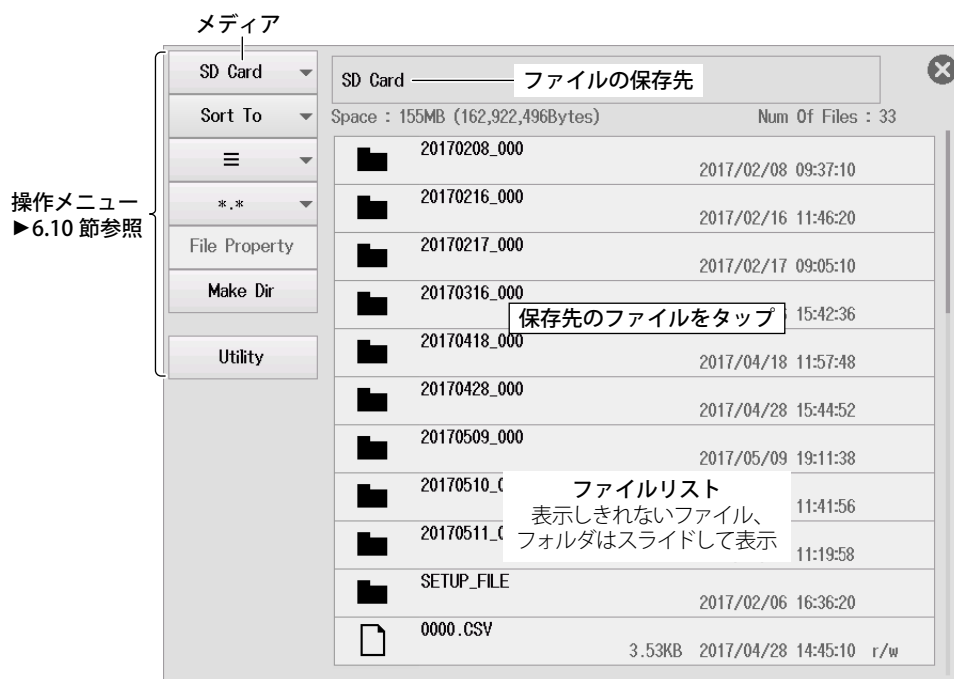 メディア
SD Card
Sort To
≡
*.*
File Property
Make Dir
Utility
操作メニュー
▶6.10 節参照
SD Card
ファイルの保存先
Space : 155MB (162,922,496Bytes) Num Of Files : 33
20170208_000
2017/02/08 09:37:10
20170216_000
2017/02/16 11:46:20
20170217_000
2017/02/17 09:05:10
20170316_000
保存先のファイルをタップ
15:42:36
20170418_000
2017/04/18 11:57:48
20170428_000
2017/04/28 15:44:52
20170509_000
2017/05/09 19:11:38
20170510_
ファイルリスト
表示しきれないファイル、
フォルダはスライドして表示
11:41:56
20170511_
11:19:58
SETUP_FILE
2017/02/06 16:36:20
0000.CSV
3.53KB 2017/04/28 14:45:10 r/w